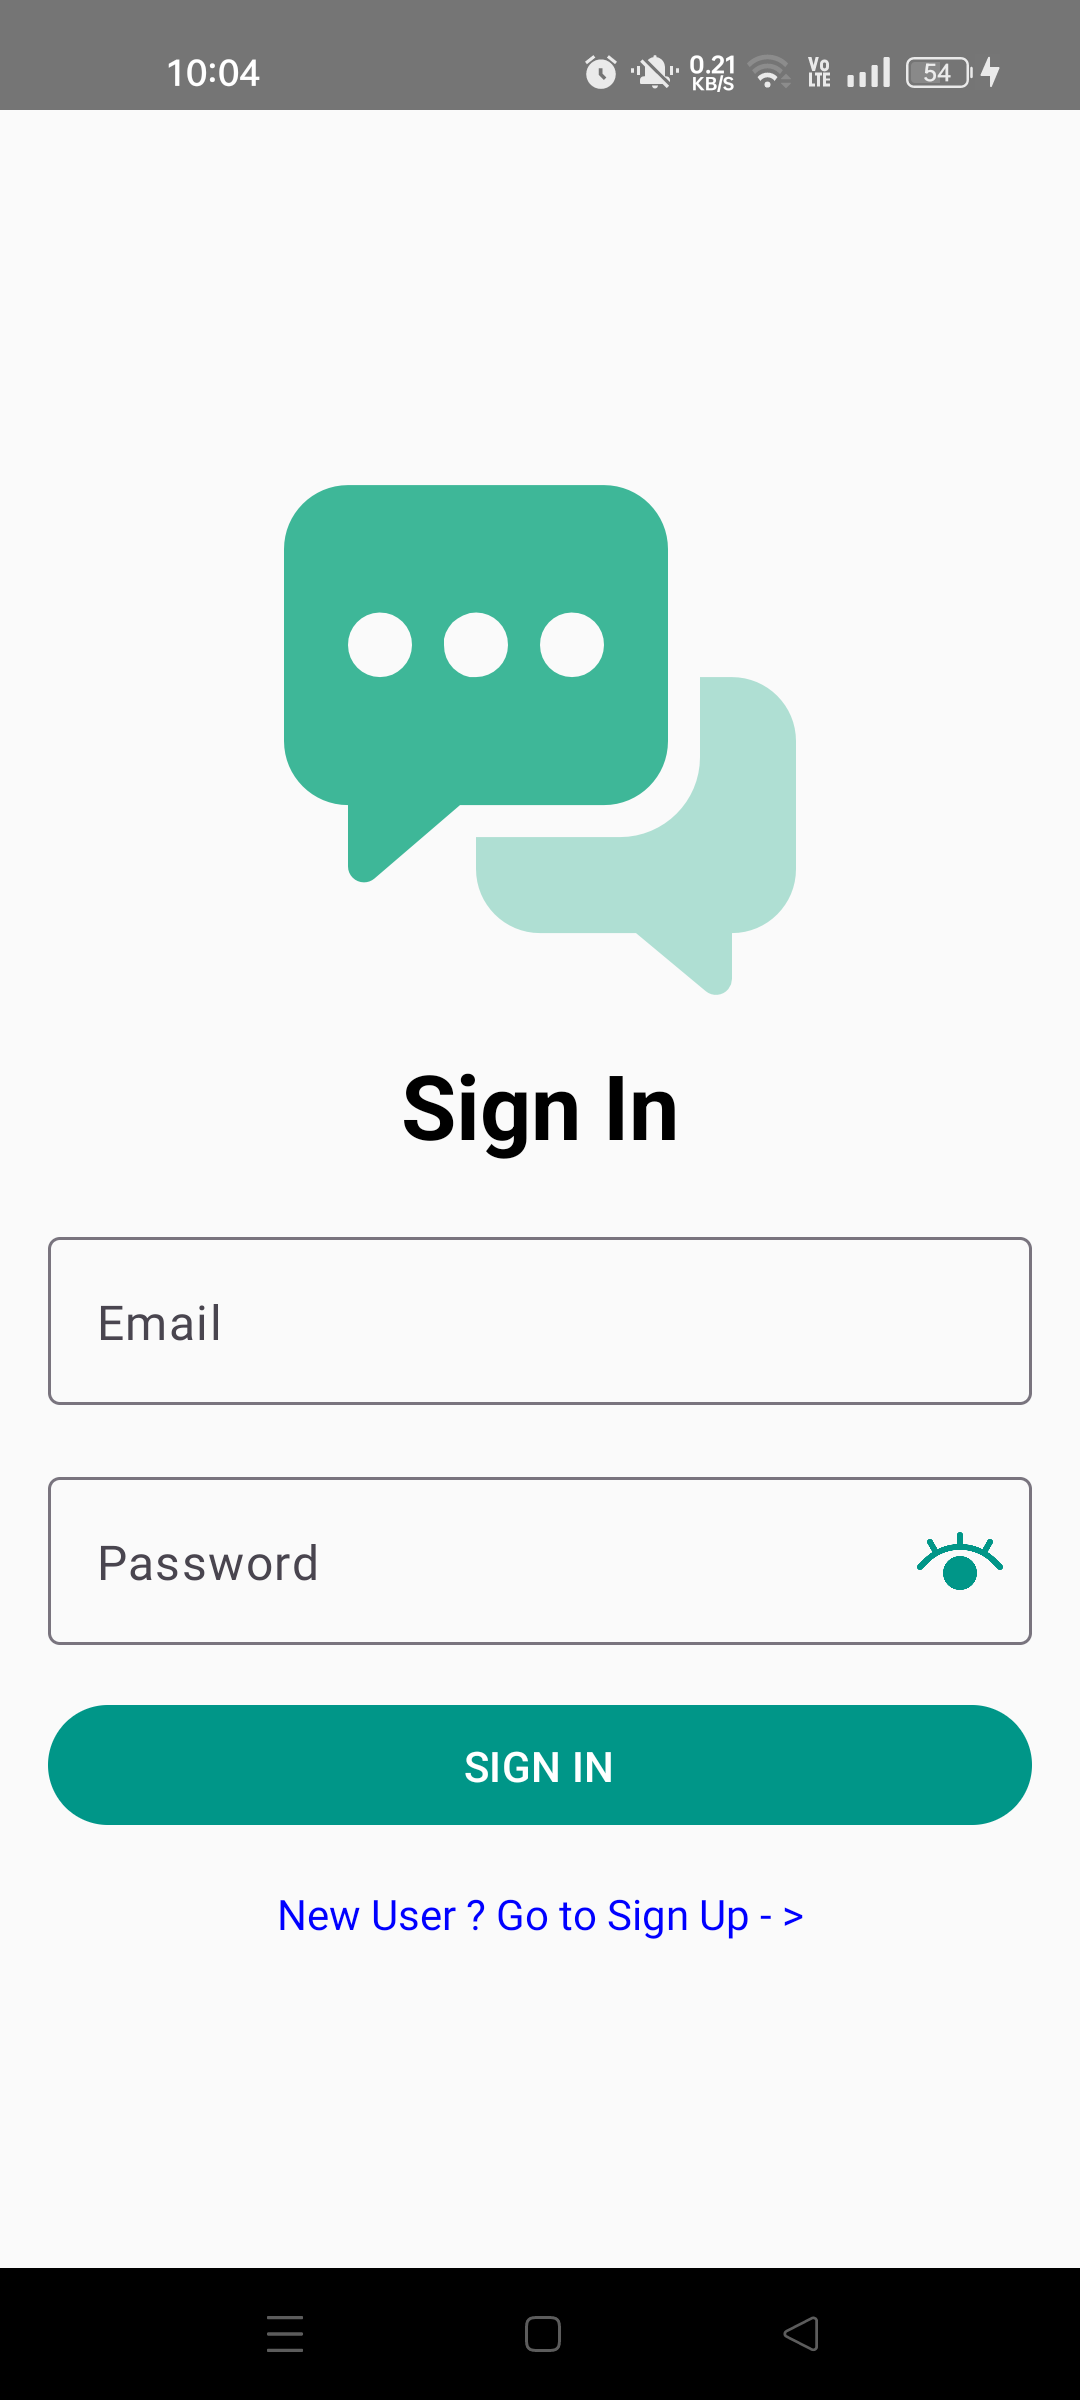 10:04
0.21
KB/S
Vo
LTE
54
Sign In
Email
Password
SIGN IN
New User ? Go to Sign Up - >